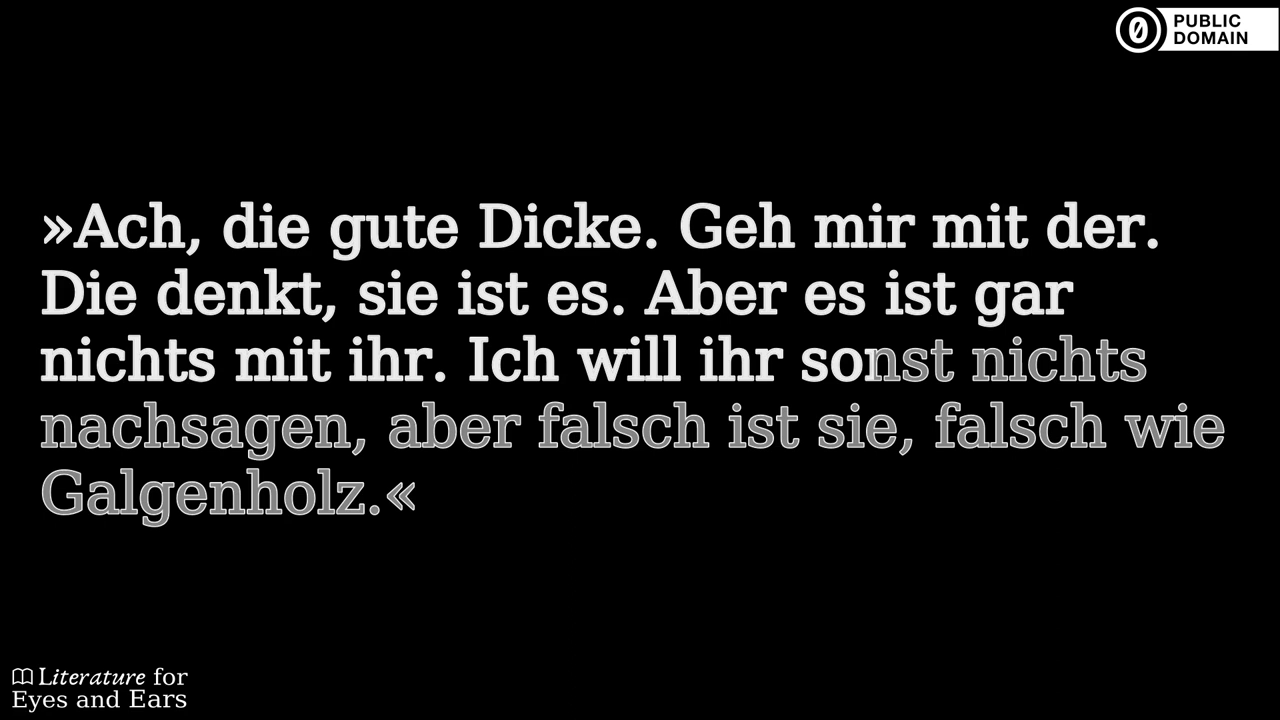 PUBLIC
DOMAIN
»Ach, die gute Dicke. Geh mir mit der.
Die denkt, sie ist es. Aber es ist gar
nichts mit ihr. Ich will ihr sonst nichts
nachsagen, aber falsch ist sie, falsch wie
Galgenholz.«
Literature for
Eyes and Ears